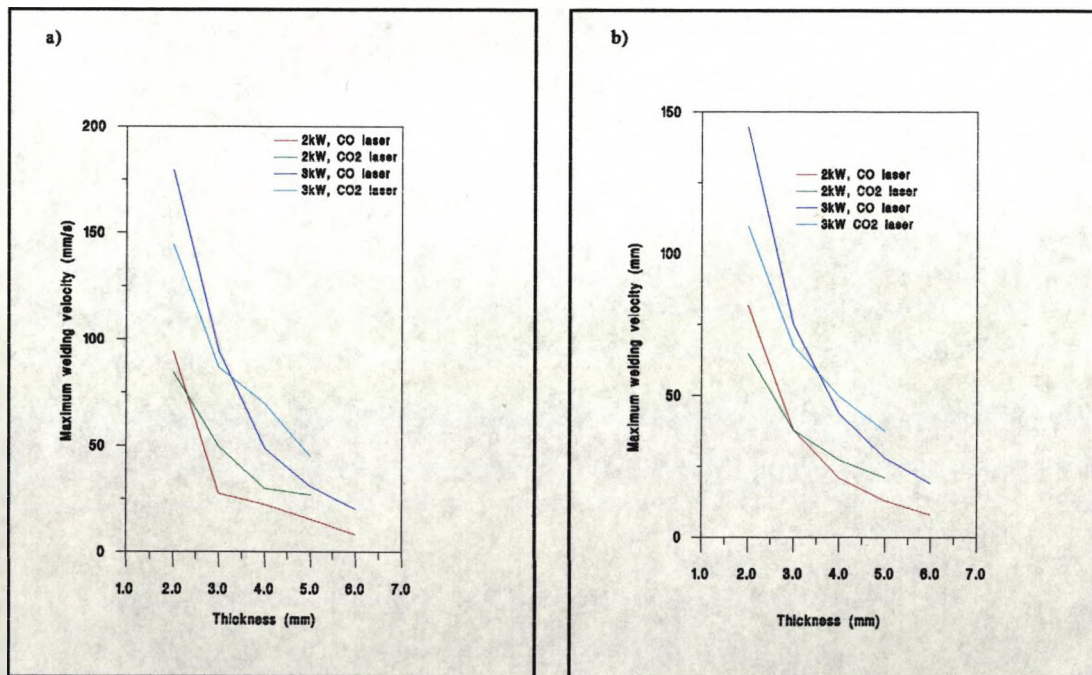 a)
200
150
100
50
0
Maximum welding velocity (mm/s)
2kW, CO laser
2kW, CO2 laser
3kW, CO laser
3kW, CO2 laser
1.0 2.0 3.0 4.0 5.0 6.0 7.0
Thickness (mm)
b)
150
100
50
0
Maximum welding velocity (mm)
2kW, CO laser
2kW, CO2 laser
3kW, CO laser
3kW CO2 laser
1.0 2.0 3.0 4.0 5.0 6.0 7.0
Thickness (mm)